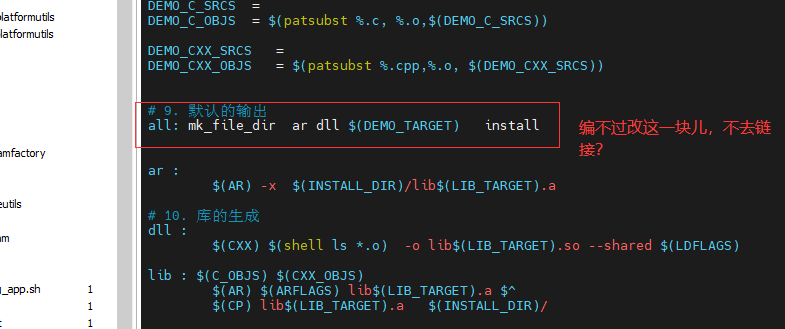 latformutils
latformutils
amfactory
eutils
m
g_app.sh 1
1
t 1
DEMO_C_SRCS =
DEMO_C_OBJS = $(patsubst %.c, %.o,$(DEMO_C_SRCS))
DEMO_CXX_SRCS =
DEMO_CXX_OBJS = $(patsubst %.cpp,%.o, $(DEMO_CXX_SRCS))
# 9. 默认的输出
all: mk_file_dir ar dll $(DEMO_TARGET) install
编不过改这一块儿，不去链
接？
ar :
$(AR) -x $(INSTALL_DIR)/lib$(LIB_TARGET).a
# 10. 库的生成
dll :
$(CXX) $(shell ls *.o) -o lib$(LIB_TARGET).so --shared $(LDFLAGS)
lib : $(C_OBJS) $(CXX_OBJS)
$(AR) $(ARFLAGS) lib$(LIB_TARGET).a $^
$(CP) lib$(LIB_TARGET).a $(INSTALL_DIR)/